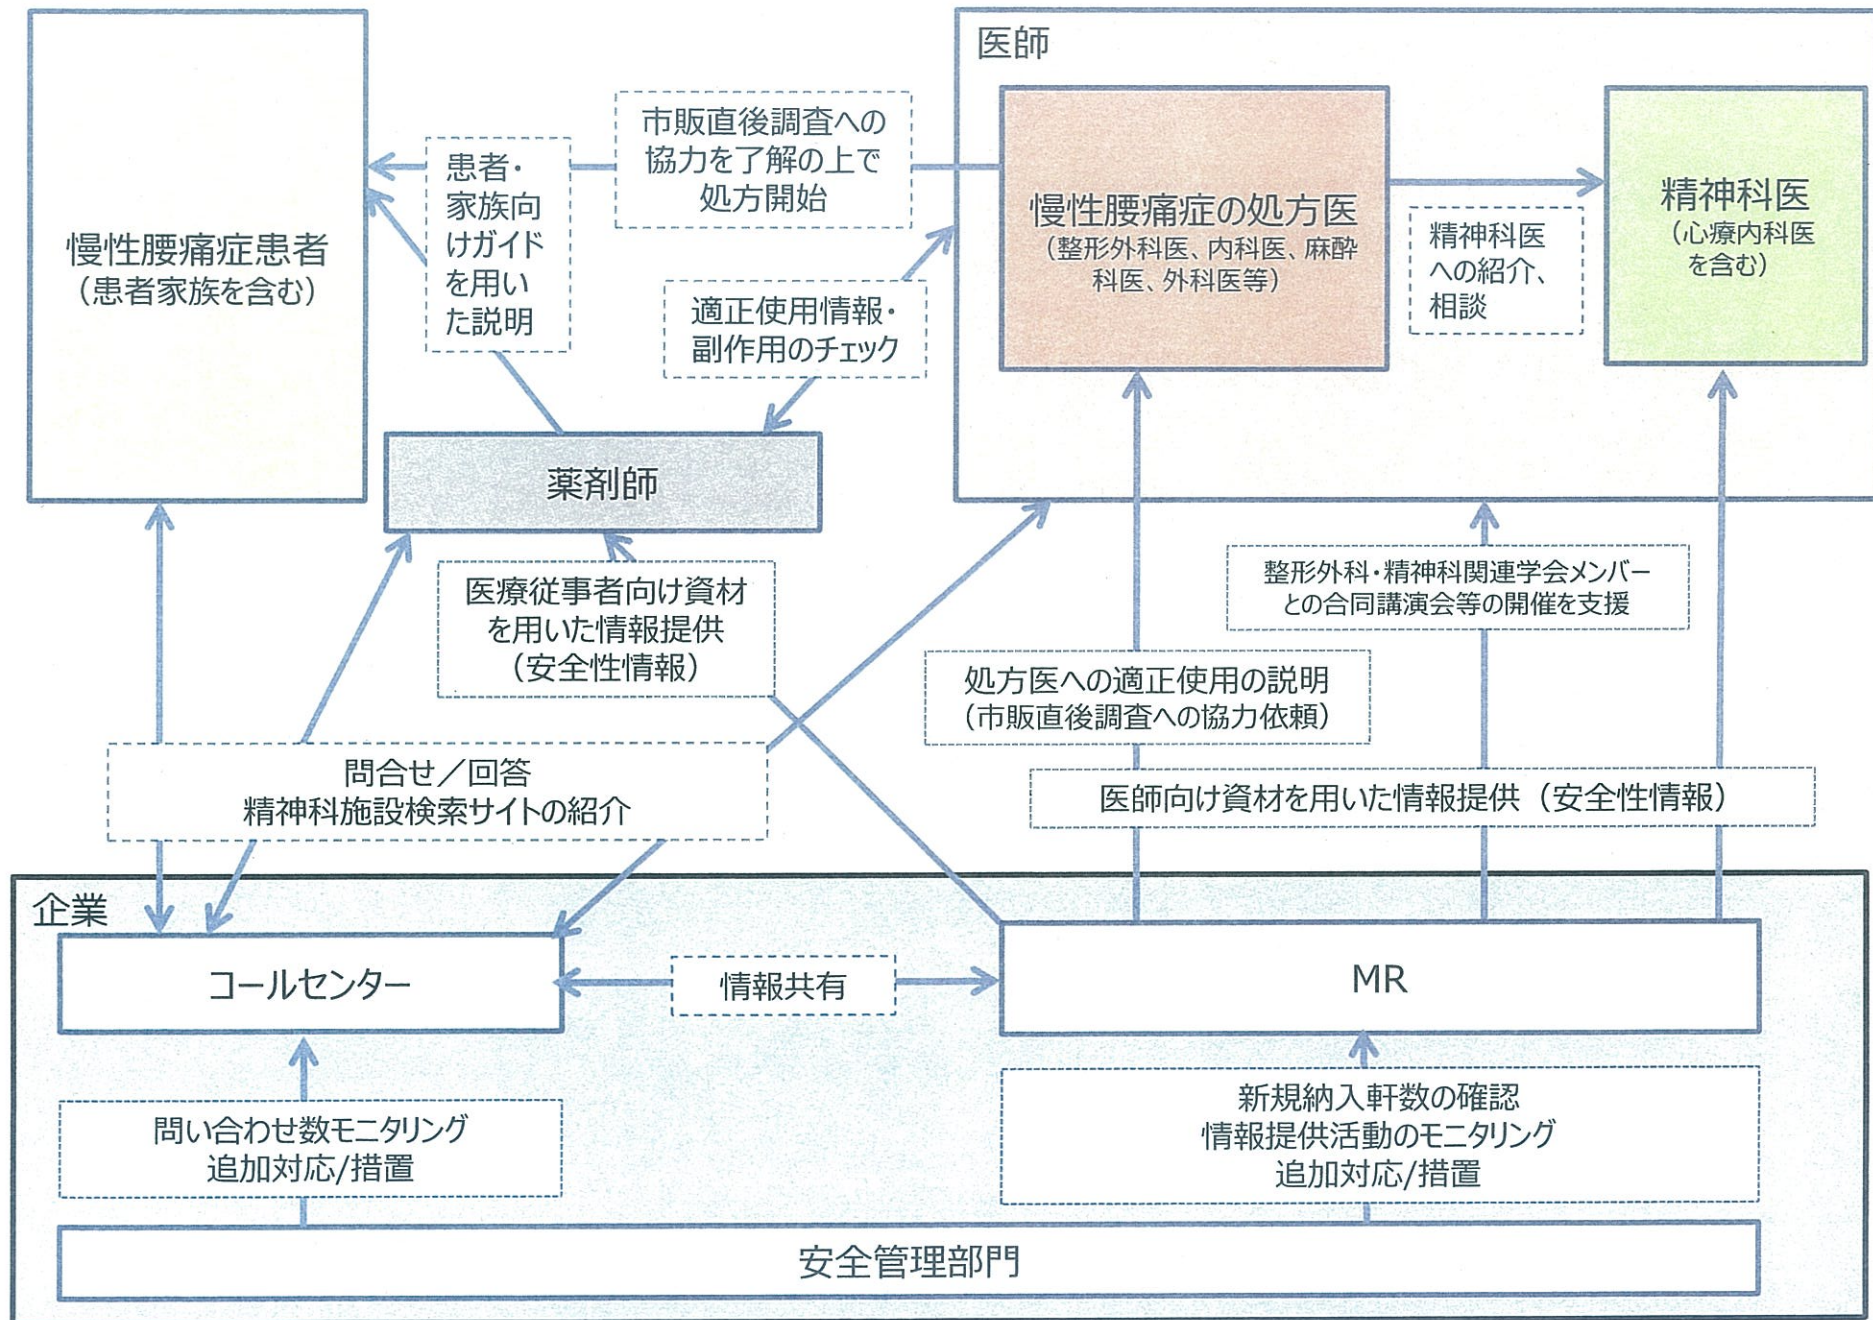 医師
市販直後調査への
協力を了解の上で
処方開始
患者・
家族向
けガイド
を用い
た説明
慢性腰痛症患者
（患者家族を含む）
慢性腰痛症の処方医
（整形外科医、内科医、麻酔
科医、外科医等）
精神科医
（心療内科医
を含む）
精神科医
への紹介、
相談
適正使用情報・
副作用のチェック
薬剤師
医療従事者向け資材
を用いた情報提供
（安全性情報）
整形外科・精神科関連学会メンバー
との合同講演会等の開催を支援
処方医への適正使用の説明
（市販直後調査への協力依頼）
問合せ／回答
精神科施設検索サイトの紹介
医師向け資材を用いた情報提供（安全性情報）
企業
コールセンター
情報共有
MR
問い合わせ数モニタリング
追加対応/措置
新規納入軒数の確認
情報提供活動のモニタリング
追加対応/措置
安全管理部門